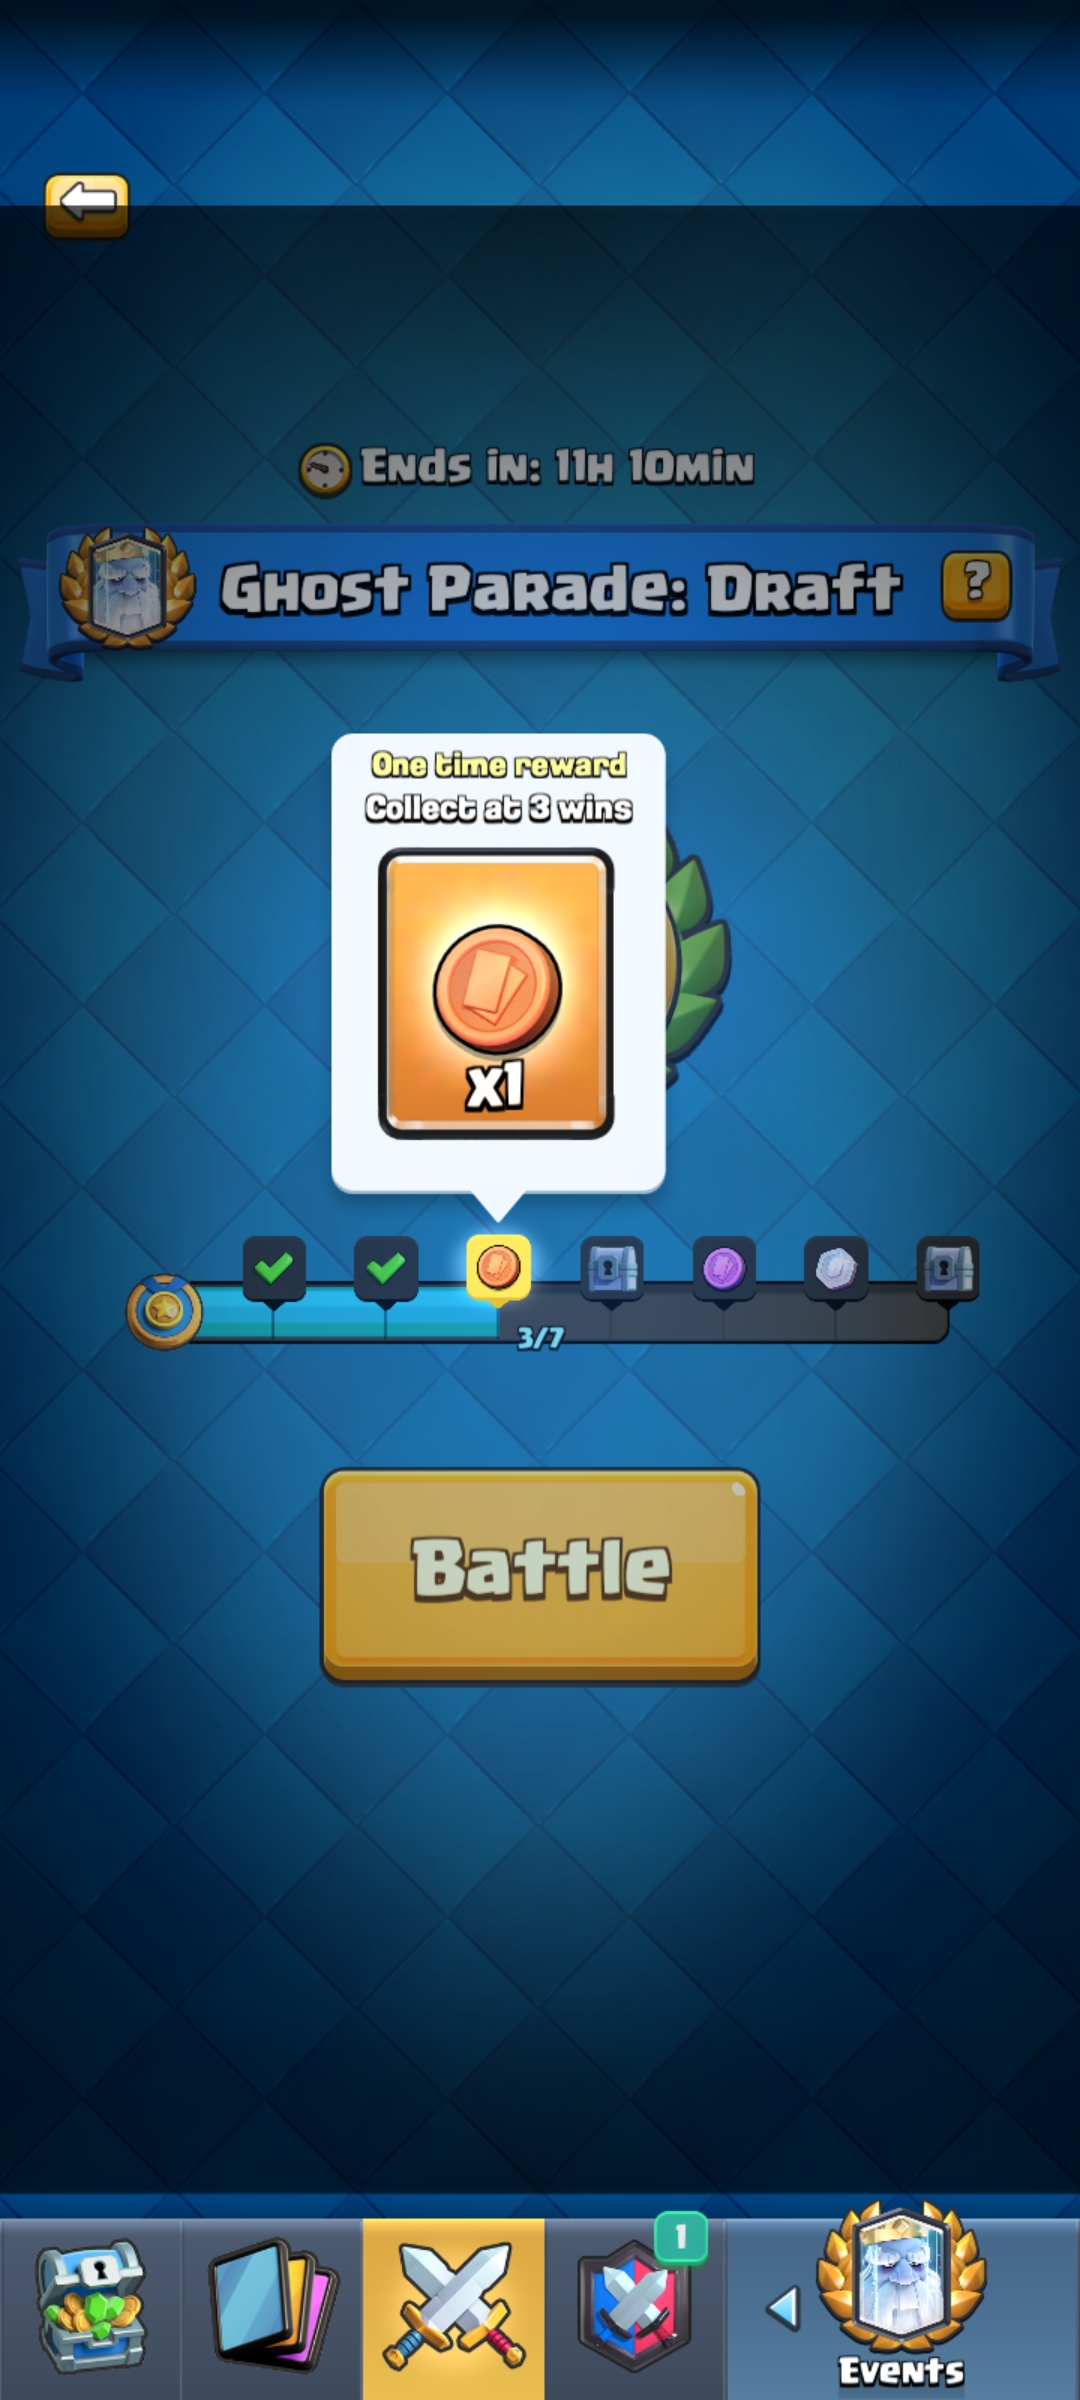 Ends in: 11h 10min
Ghost Parade: Draft
?
One time reward
Collect at 3 wins
x1
3/7
Battle
1
Events